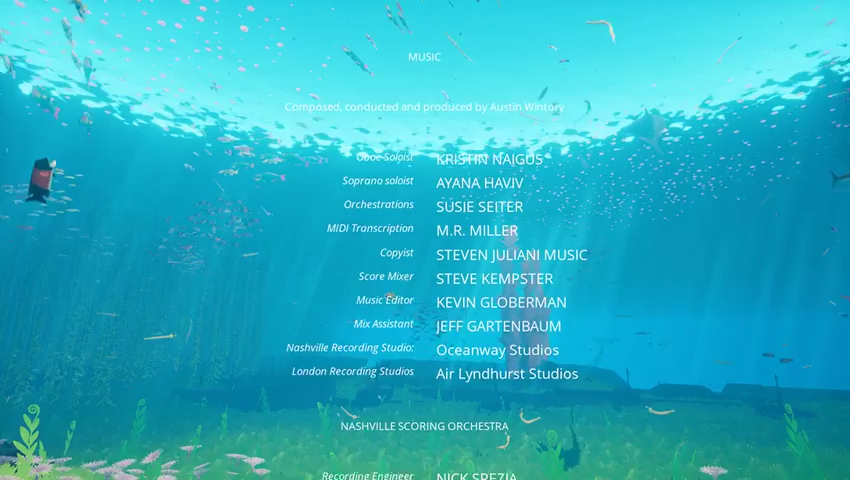 MUSIC
Composed, conducted and produced by Austin Wintory
Oboe Soloist KRISTIN NAIGUS
Soprano soloist AYANA HAVIV
Orchestrations SUSIE SEITER
MIDI Transcription M.R. MILLER
Copyist STEVEN JULIANI MUSIC
Score Mixer STEVE KEMPSTER
Music Editor KEVIN GLOBERMAN
Mix Assistant JEFF GARTENBAUM
Nashville Recording Studio: Oceanway Studios
London Recording Studios Air Lyndhurst Studios
NASHVILLE SCORING ORCHESTRA
Recording Engineer NICK SPEZIA